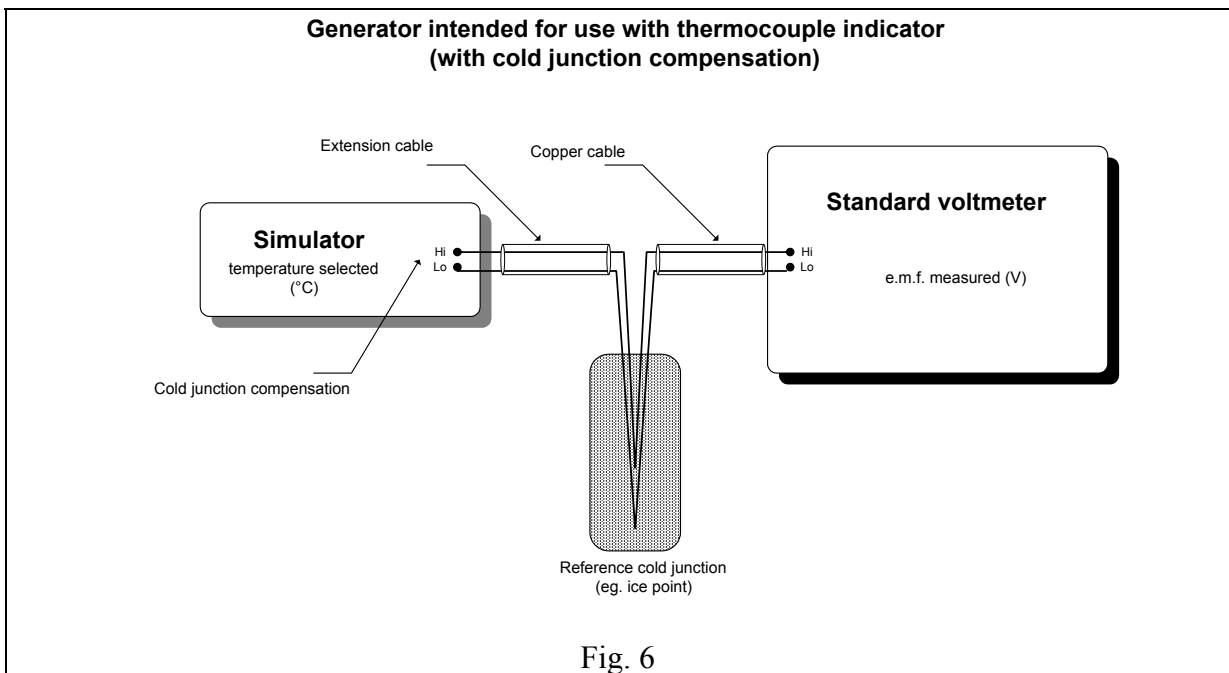 Generator intended for use with thermocouple indicator
(with cold junction compensation)
Extension cable
Copper cable
Simulator
temperature selected
(°C)
Hi
Lo
Hi
Lo
Standard voltmeter
e.m.f. measured (V)
Cold junction compensation
Reference cold junction
(eg. ice point)
Fig. 6